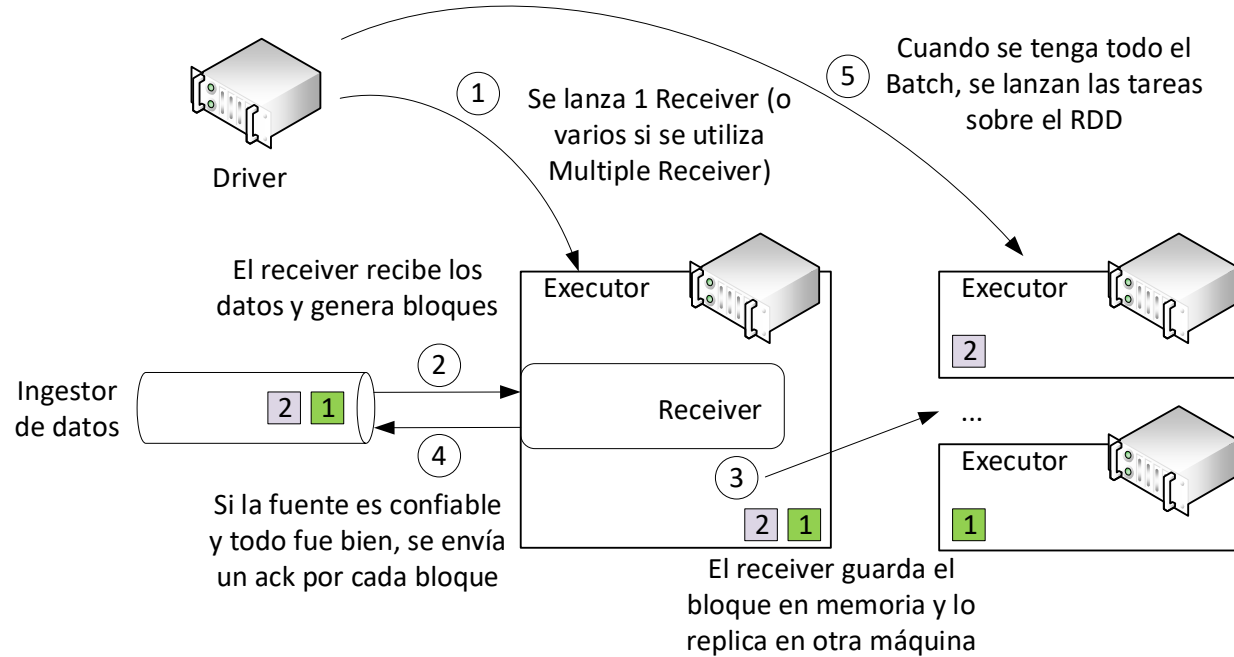 Driver
1
Se lanza 1 Receiver (o
varios si se utiliza
Multiple Receiver)
5
Cuando se tenga todo el
Batch, se lanzan las tareas
sobre el RDD
El receiver recibe los
datos y genera bloques
Ingestor
de datos
2 1
2
4
Si la fuente es confiable
y todo fue bien, se envía
un ack por cada bloque
Executor
Receiver
3
2 1
El receiver guarda el
bloque en memoria y lo
replica en otra máquina
Executor
2
...
Executor
1